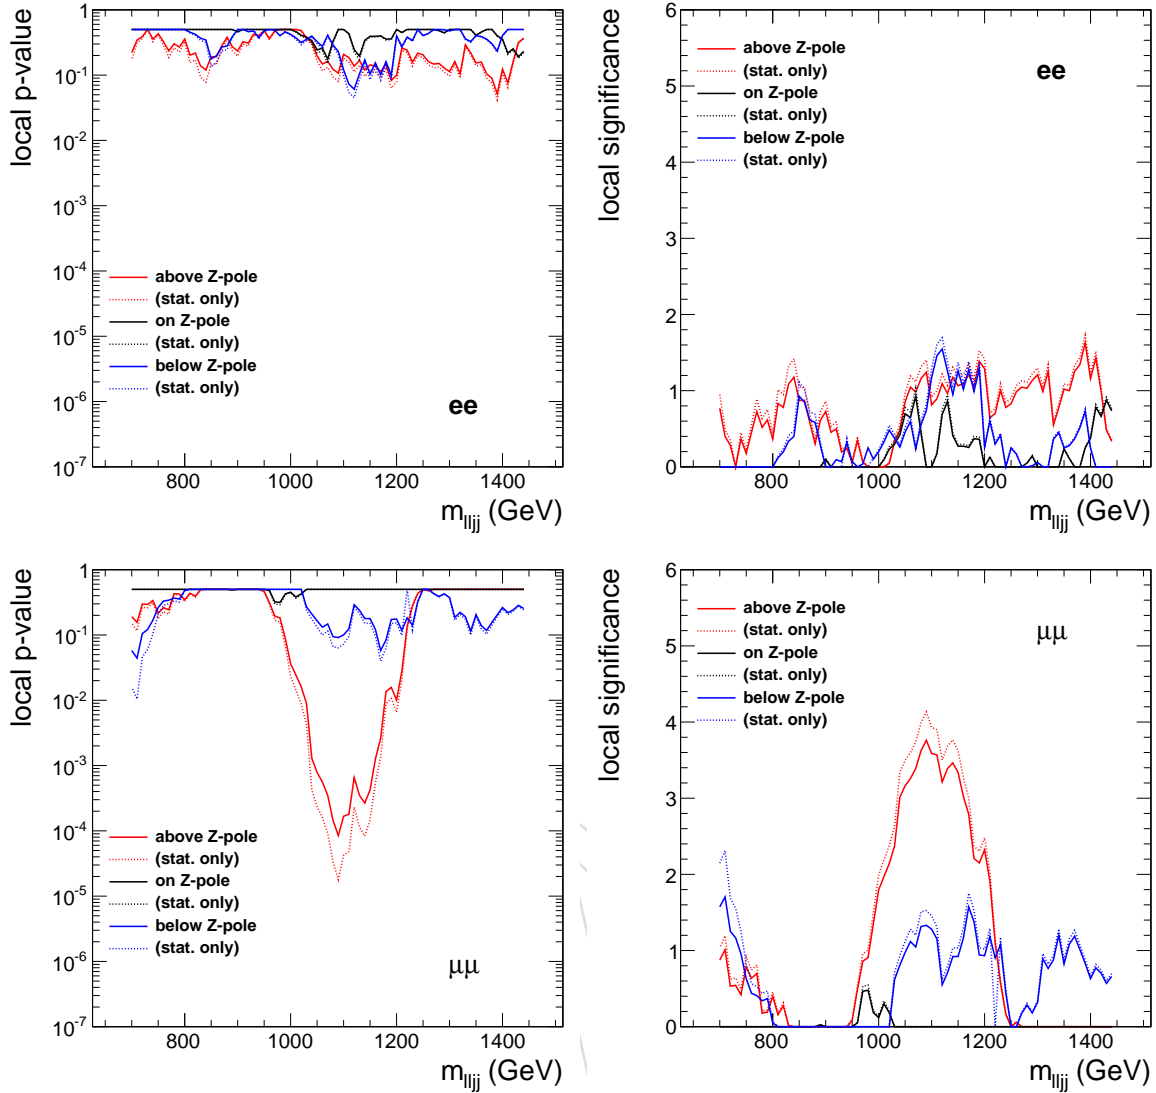 local p-value
1
10-1
10-2
10-3
10-4
10-5
10-6
10-7
above Z-pole
(stat. only)
on Z-pole
(stat. only)
below Z-pole
(stat. only)
ee
800 1000 1200 1400
mlljj (GeV)
local significance
6
5
4
3
2
1
0
above Z-pole
(stat. only)
on Z-pole
(stat. only)
below Z-pole
(stat. only)
ee
800 1000 1200 1400
mlljj (GeV)
local p-value
1
10-1
10-2
10-3
10-4
10-5
10-6
10-7
above Z-pole
(stat. only)
on Z-pole
(stat. only)
below Z-pole
(stat. only)
μμ
800 1000 1200 1400
mlljj (GeV)
local significance
6
5
4
3
2
1
0
above Z-pole
(stat. only)
on Z-pole
(stat. only)
below Z-pole
(stat. only)
μμ
800 1000 1200 1400
mlljj (GeV)